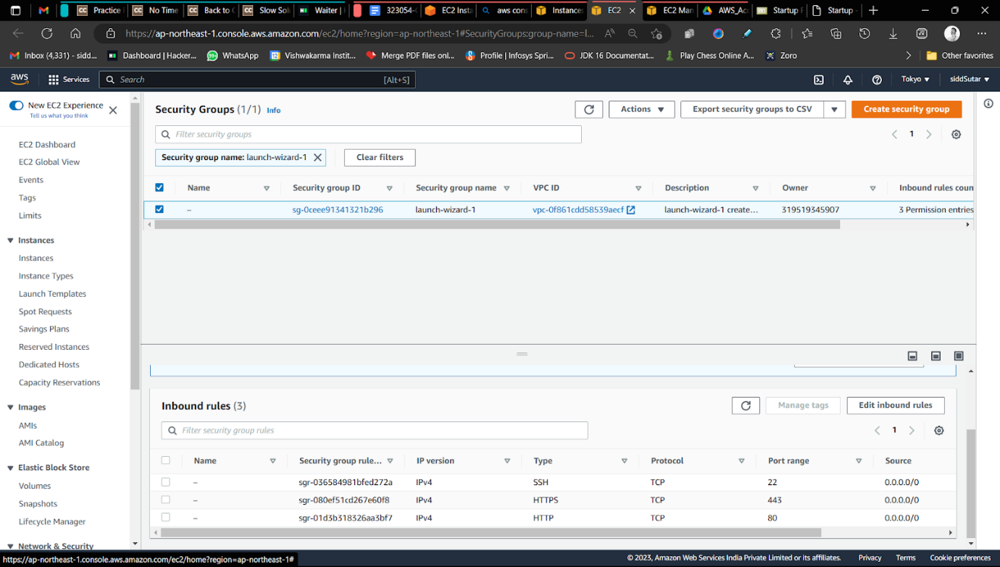 Practice
No Time
Back to C
Slow Sol
Waiter |
323054-
EC2 Inst
aws cons
Instances
EC2
EC2 Man
AWS_Acc
Startup F
Startup -
https://ap-northeast-1.console.aws.amazon.com/ec2/home?region=ap-northeast-1#SecurityGroups:group-name=l...
Inbox (4,331) - sidd...
Dashboard | Hacker...
WhatsApp
Vishwakarma Instit...
Merge PDF files onl...
Profile | Infosys Spri...
JDK 16 Documentat...
Play Chess Online A...
Zoro
Other favorites
aws
Services
Search
[Alt+S]
Tokyo
siddSutar
New EC2 Experience
Tell us what you think
EC2 Dashboard
EC2 Global View
Events
Tags
Limits
Instances
Instances
Instance Types
Launch Templates
Spot Requests
Savings Plans
Reserved Instances
Dedicated Hosts
Capacity Reservations
Images
AMIs
AMI Catalog
Elastic Block Store
Volumes
Snapshots
Lifecycle Manager
Network & Security
Security Groups (1/1) Info
Actions
Export security groups to CSV
Create security group
Filter security groups
1
Security group name: launch-wizard-1
Clear filters
Name Security group ID Security group name VPC ID Description Owner Inbound rules coun
– sg-0ceee91341321b296 launch-wizard-1 vpc-0f861cdd58539aecf launch-wizard-1 create... 319519345907 3 Permission entries
Inbound rules (3)
Manage tags
Edit inbound rules
Filter security group rules
1
Name Security group rule... IP version Type Protocol Port range Source
– sgr-036584981bfed272a IPv4 SSH TCP 22 0.0.0.0/0
– sgr-080ef51cd267e60f8 IPv4 HTTPS TCP 443 0.0.0.0/0
– sgr-01d3b318326aa3bf7 IPv4 HTTP TCP 80 0.0.0.0/0
https://ap-northeast-1.console.aws.amazon.com/ec2/home?region=ap-northeast-1#
© 2023, Amazon Web Services India Private Limited or its affiliates.
Privacy
Terms
Cookie preferences